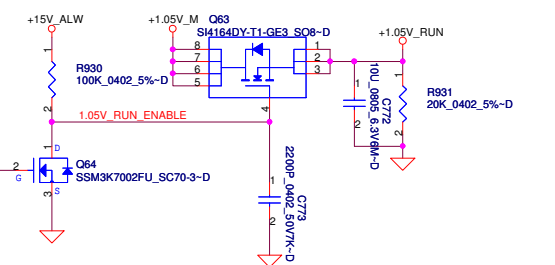 +15V_ALW
+1.05V_M
Q63
SI4164DY-T1-GE3_SO8~D
+1.05V_RUN
8
7
6
5
1
2
3
4
1
R930
100K_0402_5%~D
2
1.05V_RUN_ENABLE
1
10U_0805_6.3V6M~D
C772
2
1
R931
20K_0402_5%~D
2
1
D
2
G
Q64
SSM3K7002FU_SC70-3~D
3
S
1
2200P_0402_50V7K~D
C773
2